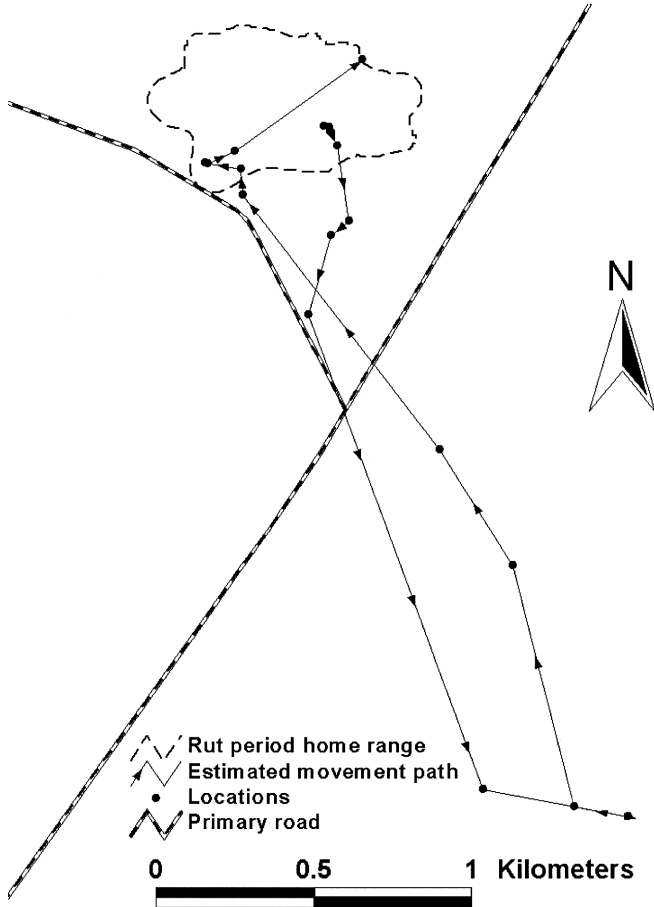 N
Rut period home range
Estimated movement path
Locations
Primary road
0 0.5 1 Kilometers